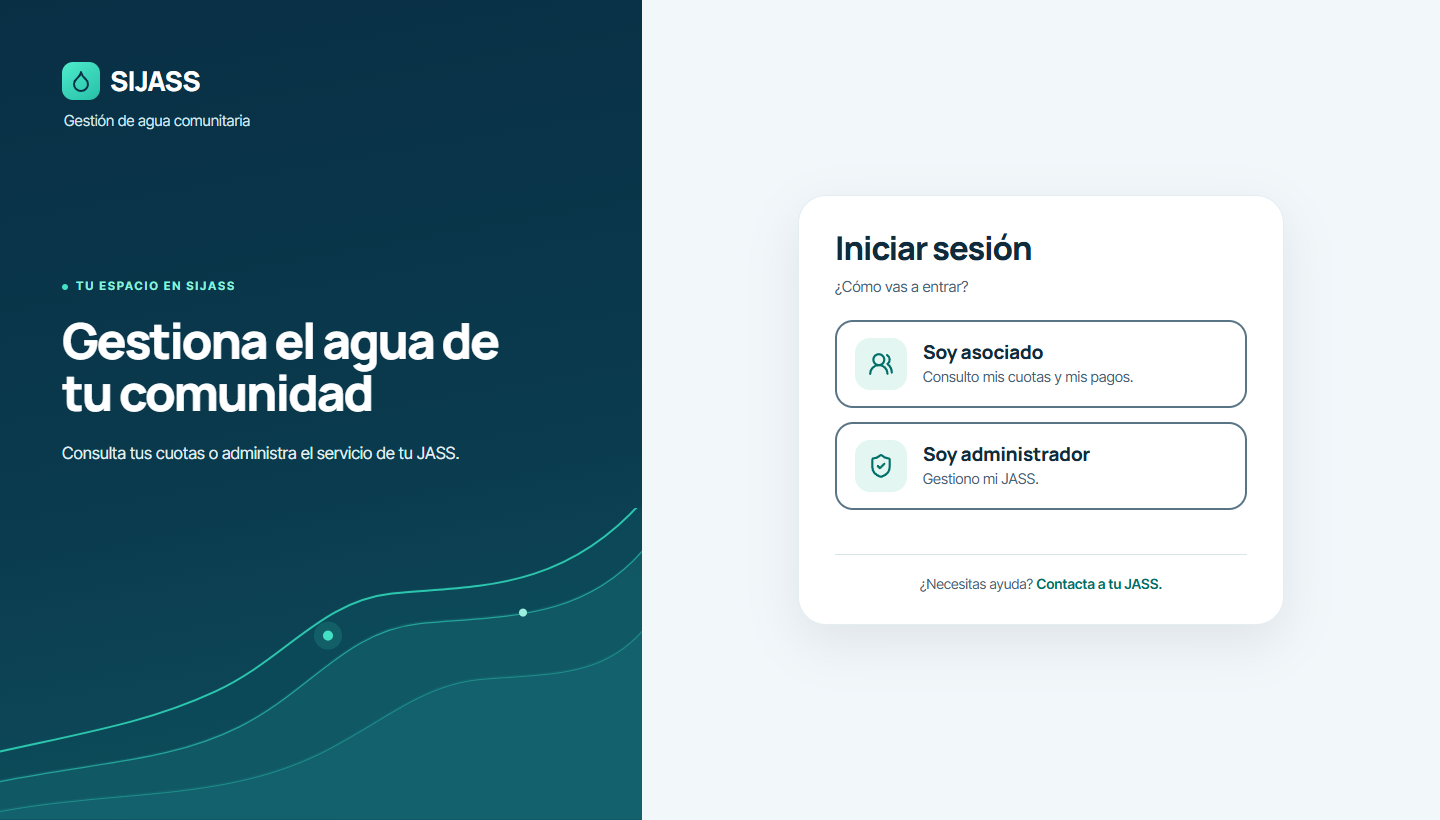 SIJASS
Gestión de agua comunitaria
TU ESPACIO EN SIJASS
Gestiona el agua de
tu comunidad
Consulta tus cuotas o administra el servicio de tu JASS.
Iniciar sesión
¿Cómo vas a entrar?
Soy asociado
Consulto mis cuotas y mis pagos.
Soy administrador
Gestiono mi JASS.
¿Necesitas ayuda? Contacta a tu JASS.